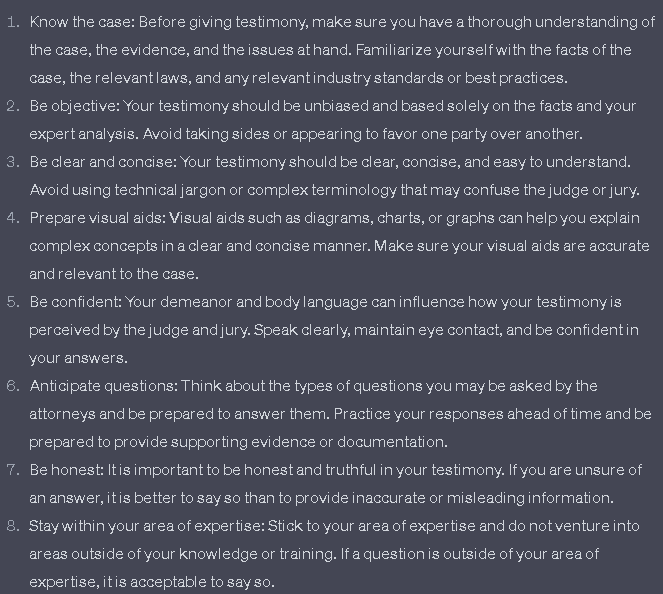 1. Know the case: Before giving testimony, make sure you have a thorough understanding of
the case, the evidence, and the issues at hand. Familiarize yourself with the facts of the
case, the relevant laws, and any relevant industry standards or best practices.
2. Be objective: Your testimony should be unbiased and based solely on the facts and your
expert analysis. Avoid taking sides or appearing to favor one party over another.
3. Be clear and concise: Your testimony should be clear, concise, and easy to understand.
Avoid using technical jargon or complex terminology that may confuse the judge or jury.
4. Prepare visual aids: Visual aids such as diagrams, charts, or graphs can help you explain
complex concepts in a clear and concise manner. Make sure your visual aids are accurate
and relevant to the case.
5. Be confident: Your demeanor and body language can influence how your testimony is
perceived by the judge and jury. Speak clearly, maintain eye contact, and be confident in
your answers.
6. Anticipate questions: Think about the types of questions you may be asked by the
attorneys and be prepared to answer them. Practice your responses ahead of time and be
prepared to provide supporting evidence or documentation.
7. Be honest: It is important to be honest and truthful in your testimony. If you are unsure of
an answer, it is better to say so than to provide inaccurate or misleading information.
8. Stay within your area of expertise: Stick to your area of expertise and do not venture into
areas outside of your knowledge or training. If a question is outside of your area of
expertise, it is acceptable to say so.